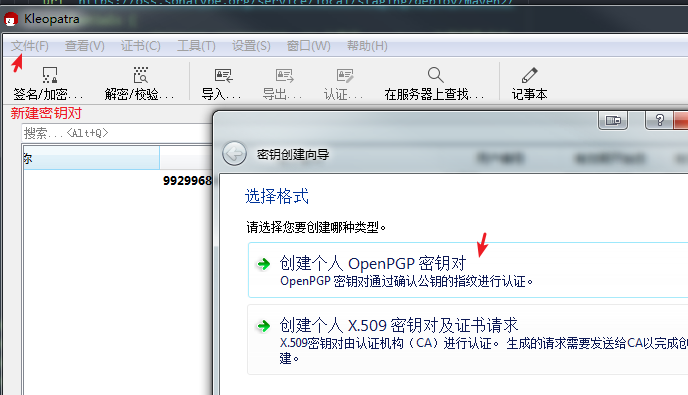 url 'https://oss.sonatype.org/service/local/staging/deploy/maven2/'
Kleopatra
文件(F) 查看(V) 证书(C) 工具(T) 设置(S) 窗口(W) 帮助(H)
签名/加密... 解密/校验... 导入... 导出... 认证... 在服务器上查找... 记事本
新建密钥对
搜索...<Alt+Q>
密钥创建向导
9929968
选择格式
请选择您要创建哪种类型。
创建个人 OpenPGP 密钥对
OpenPGP 密钥对通过确认公钥的指纹进行认证。
创建个人 X.509 密钥对及证书请求
X.509密钥对由认证机构（CA）进行认证。 生成的请求需要发送给CA以完成创
建。